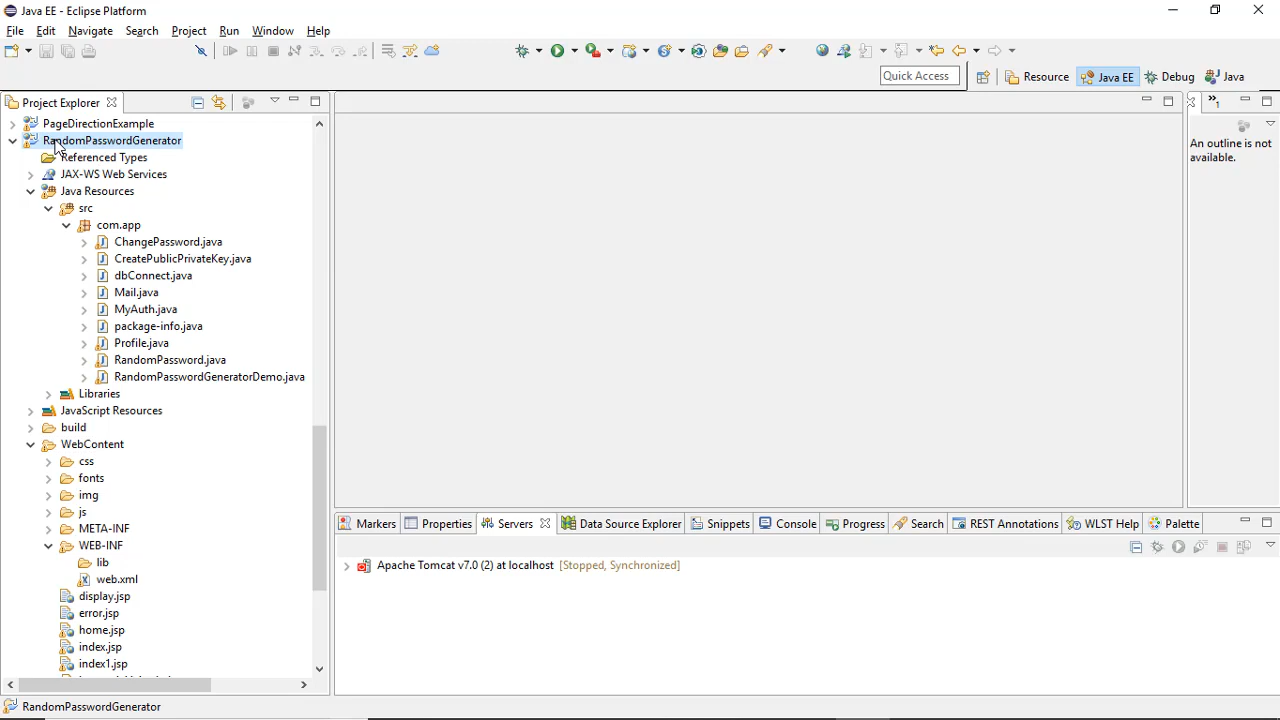 Java EE - Eclipse Platform
File Edit Navigate Search Project Run Window Help
Quick Access
Resource
Java EE
Debug
Java
Project Explorer
PageDirectionExample
RandomPasswordGenerator
Referenced Types
JAX-WS Web Services
Java Resources
src
com.app
ChangePassword.java
CreatePublicPrivateKey.java
dbConnect.java
Mail.java
MyAuth.java
package-info.java
Profile.java
RandomPassword.java
RandomPasswordGeneratorDemo.java
Libraries
JavaScript Resources
build
WebContent
css
fonts
img
js
META-INF
WEB-INF
lib
web.xml
display.jsp
error.jsp
home.jsp
index.jsp
index1.jsp
An outline is not
available.
Markers Properties Servers Data Source Explorer Snippets Console Progress Search REST Annotations WLST Help Palette
Apache Tomcat v7.0 (2) at localhost [Stopped, Synchronized]
RandomPasswordGenerator